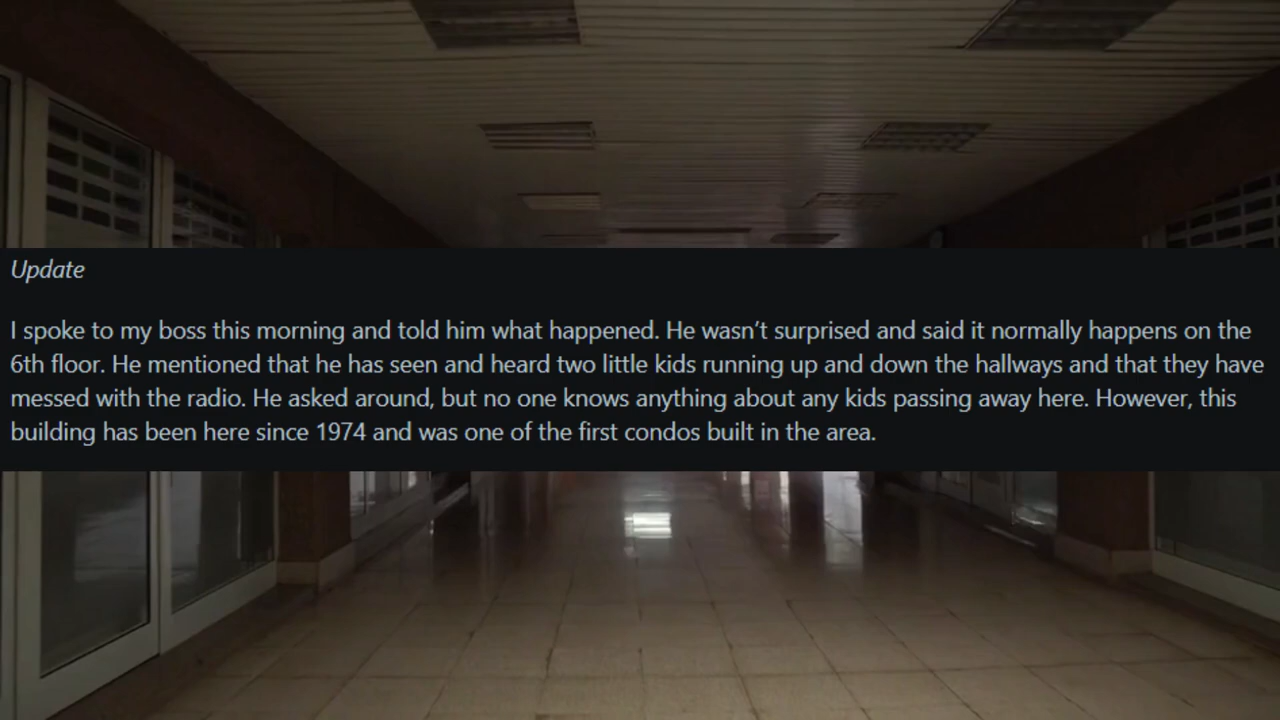 Update
I spoke to my boss this morning and told him what happened. He wasn’t surprised and said it normally happens on the
6th floor. He mentioned that he has seen and heard two little kids running up and down the hallways and that they have
messed with the radio. He asked around, but no one knows anything about any kids passing away here. However, this
building has been here since 1974 and was one of the first condos built in the area.